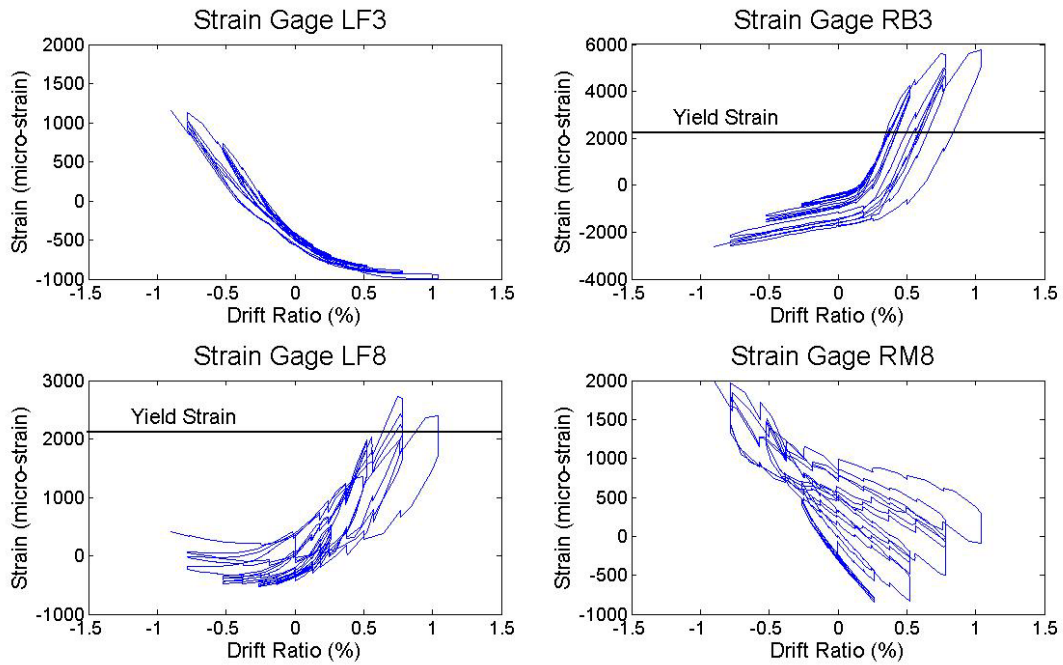 Strain Gage LF3
2000
1500
1000
500
0
-500
-1000
Strain (micro-strain)
-1.5 -1 -0.5 0 0.5 1 1.5
Drift Ratio (%)
Strain Gage RB3
6000
4000
2000
0
-2000
-4000
Strain (micro-strain)
Yield Strain
-1.5 -1 -0.5 0 0.5 1 1.5
Drift Ratio (%)
Strain Gage LF8
3000
2000
1000
0
-1000
Strain (micro-strain)
Yield Strain
-1.5 -1 -0.5 0 0.5 1 1.5
Drift Ratio (%)
Strain Gage RM8
2000
1500
1000
500
0
-500
-1000
Strain (micro-strain)
-1.5 -1 -0.5 0 0.5 1 1.5
Drift Ratio (%)